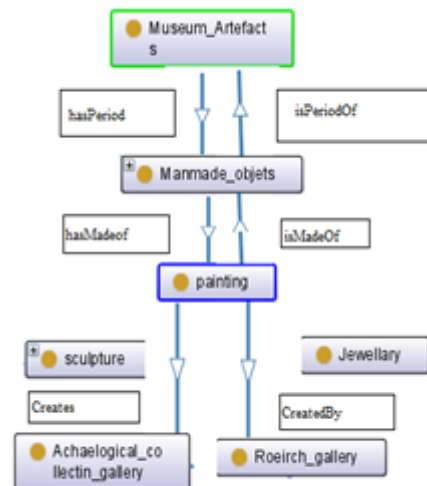 Museum_Artefact
s
hasPeriod
isPeriodOf
Manmade_objets
hasMadeof
isMadeOf
painting
sculpture
Jewellary
Creates
CreatedBy
Achaelogical_co
llectin_gallery
Roeirch_gallery